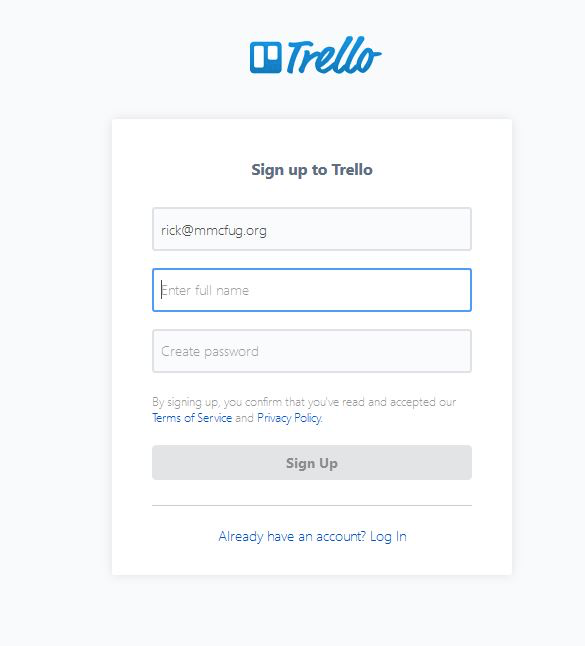 Trello
Sign up to Trello
rick@mmcfug.org
Enter full name
Create password
By signing up, you confirm that you've read and accepted our
Terms of Service and Privacy Policy.
Sign Up
Already have an account? Log In